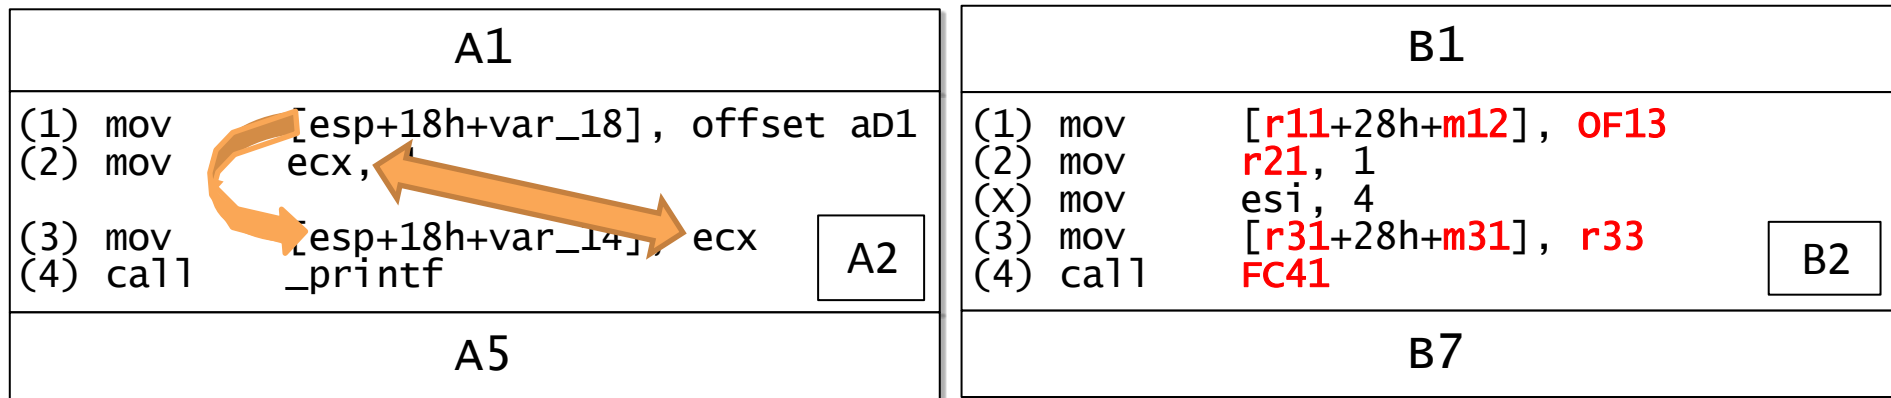 A1
(1) mov [esp+18h+var_18], offset aD1
(2) mov ecx,
(3) mov [esp+18h+var_14], ecx
(4) call _printf
A2
A5
B1
(1) mov [r11+28h+m12], OF13
(2) mov r21, 1
(X) mov esi, 4
(3) mov [r31+28h+m31], r33
(4) call FC41
B2
B7